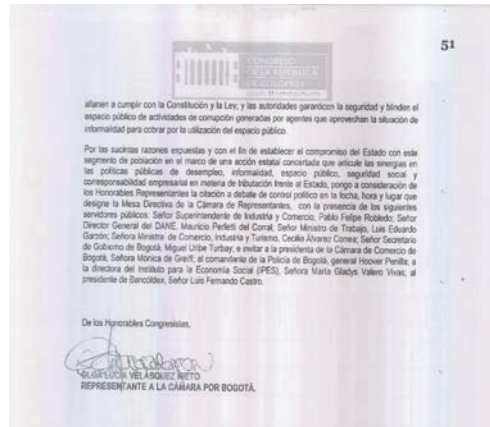 51
CONGRESO
DE LA REPÚBLICA
DE COLOMBIA
allanen a cumplir con la Constitución y la Ley; y las autoridades garanticen la seguridad y blinden el
espacio público de actividades de corrupción generadas por agentes que aprovechan la situación de
informalidad para cobrar por la utilización del espacio público.
Por las sucintas razones expuestas y con el fin de establecer el compromiso del Estado con este
segmento de población en el marco de una acción estatal concertada que articule las sinergias en
las políticas públicas de desempleo, informalidad, espacio público, seguridad social y
corresponsabilidad empresarial en materia de tributación frente al Estado, pongo a consideración de
los Honorables Representantes la citación a debate de control político en la fecha, hora y lugar que
designe la Mesa Directiva de la Cámara de Representantes, con la presencia de los siguientes
servidores públicos: Señor Superintendente de Industria y Comercio, Pablo Felipe Robledo; Señor
Director General del DANE, Mauricio Perfetti del Corral; Señor Ministro de Trabajo, Luis Eduardo
Garzón; Señora Ministra de Comercio, Industria y Turismo, Cecilia Álvarez Correa; Señor Secretario
de Gobierno de Bogotá, Miguel Uribe Turbay; e invitar a la presidenta de la Cámara de Comercio de
Bogotá, Señora Mónica de Greiff; al comandante de la Policía de Bogotá, general Hoover Penilla; a
la directora del Instituto para la Economía Social (IPES), Señora María Gladys Valero Vivas; al
presidente de Bancóldex, Señor Luis Fernando Castro.
De los Honorables Congresistas,
OLGA LUCÍA VELÁSQUEZ NIETO
REPRESENTANTE A LA CÁMARA POR BOGOTÁ.